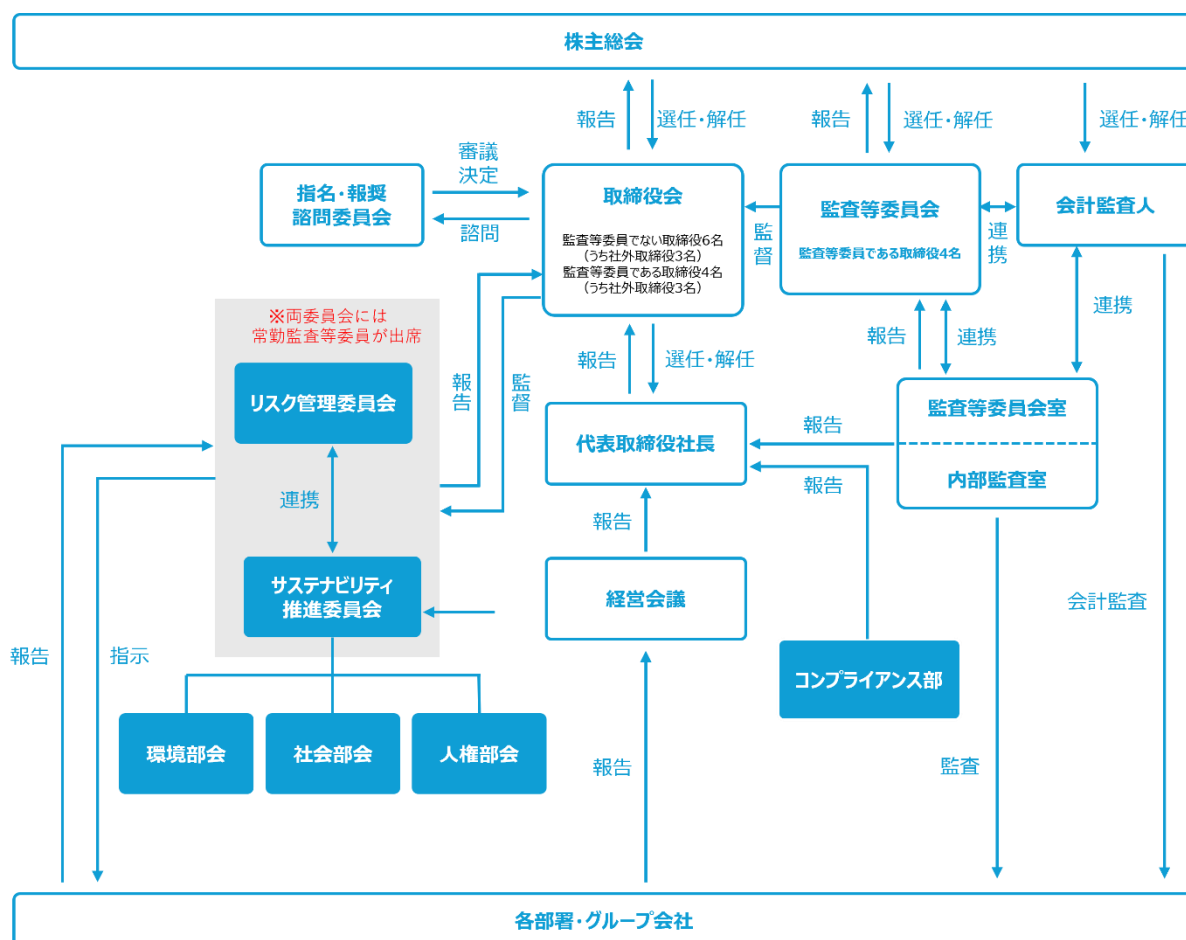 株主総会
報告
選任・解任
報告
選任・解任
選任・解任
指名・報奨
諮問委員会
審議
決定
諮問
取締役会
監査等委員でない取締役6名
（うち社外取締役3名）
監査等委員である取締役4名
（うち社外取締役3名）
監督
監査等委員会
監査等委員である取締役4名
連携
会計監査人
※両委員会には
常勤監査等委員が出席
リスク管理委員会
連携
サステナビリティ
推進委員会
報告
監督
報告
選任・解任
報告
連携
連携
代表取締役社長
報告
報告
監査等委員会室
内部監査室
報告
経営会議
コンプライアンス部
会計監査
報告
指示
環境部会
社会部会
人権部会
報告
監査
各部署・グループ会社